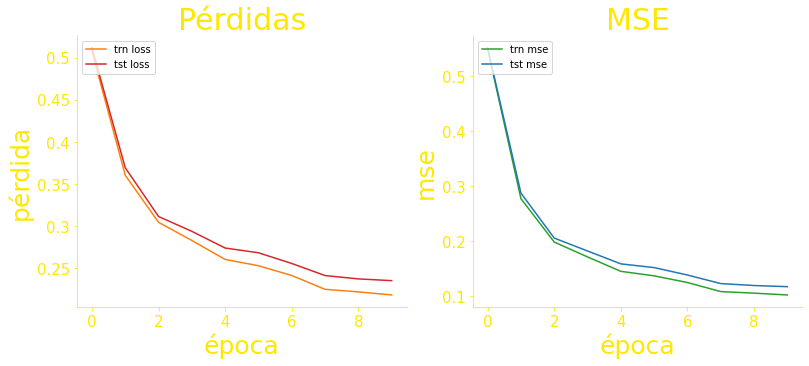 Pérdidas
trn loss
tst loss
0.5
0.45
0.4
0.35
0.3
0.25
pérdida
0 2 4 6 8
época
MSE
trn mse
tst mse
0.5
0.4
0.3
0.2
0.1
mse
0 2 4 6 8
época